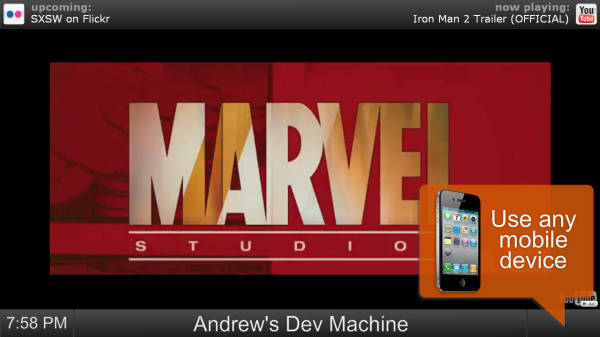 upcoming:
SXSW on Flickr
now playing:
Iron Man 2 Trailer (OFFICIAL)
You
Tube
MARVEL
STUDIO
Use any
mobile
device
YouTube
7:58 PM
Andrew's Dev Machine